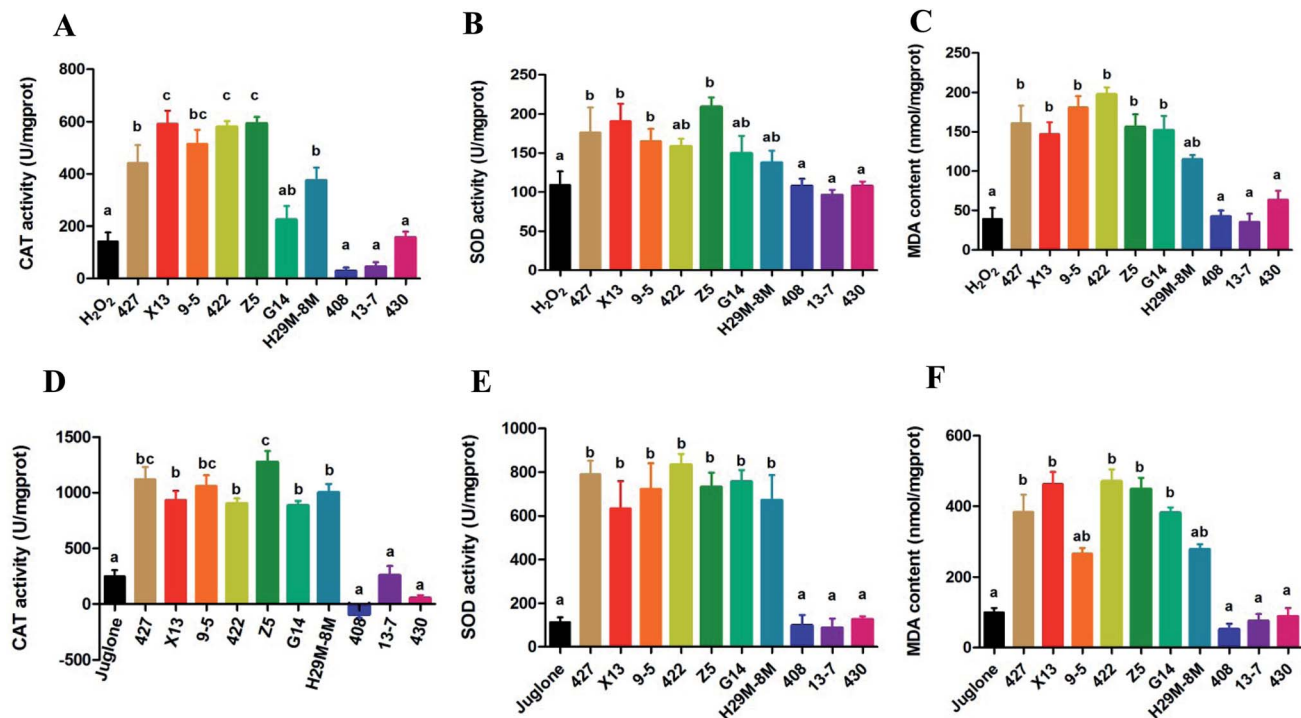 A
CAT activity (U/mgprot)
800
600
400
200
0
a
b
c
bc
c
c
ab
b
a
a
a
H₂O₂
427
X13
9-5
422
Z5
G14
H29M-8M
408
13-7
430
B
SOD activity (U/mgprot)
250
200
150
100
50
0
a
b
b
b
ab
b
ab
ab
a
a
a
H₂O₂
427
X13
9-5
422
Z5
G14
H29M-8M
408
13-7
430
C
MDA content (nmol/mgprot)
250
200
150
100
50
0
a
b
b
b
b
b
b
ab
a
a
a
H₂O₂
427
X13
9-5
422
Z5
G14
H29M-8M
408
13-7
430
D
CAT activity (U/mgprot)
1500
1000
500
0
-500
a
bc
b
bc
b
c
b
b
a
a
a
Juglone
427
X13
9-5
422
Z5
G14
H29M-8M
408
13-7
430
E
SOD activity (U/mgprot)
1000
800
600
400
200
0
a
b
b
b
b
b
b
b
a
a
a
Juglone
427
X13
9-5
422
Z5
G14
H29M-8M
408
13-7
430
F
MDA content (nmol/mgprot)
600
400
200
0
a
b
b
ab
b
b
b
ab
a
a
a
Juglone
427
X13
9-5
422
Z5
G14
H29M-8M
408
13-7
430